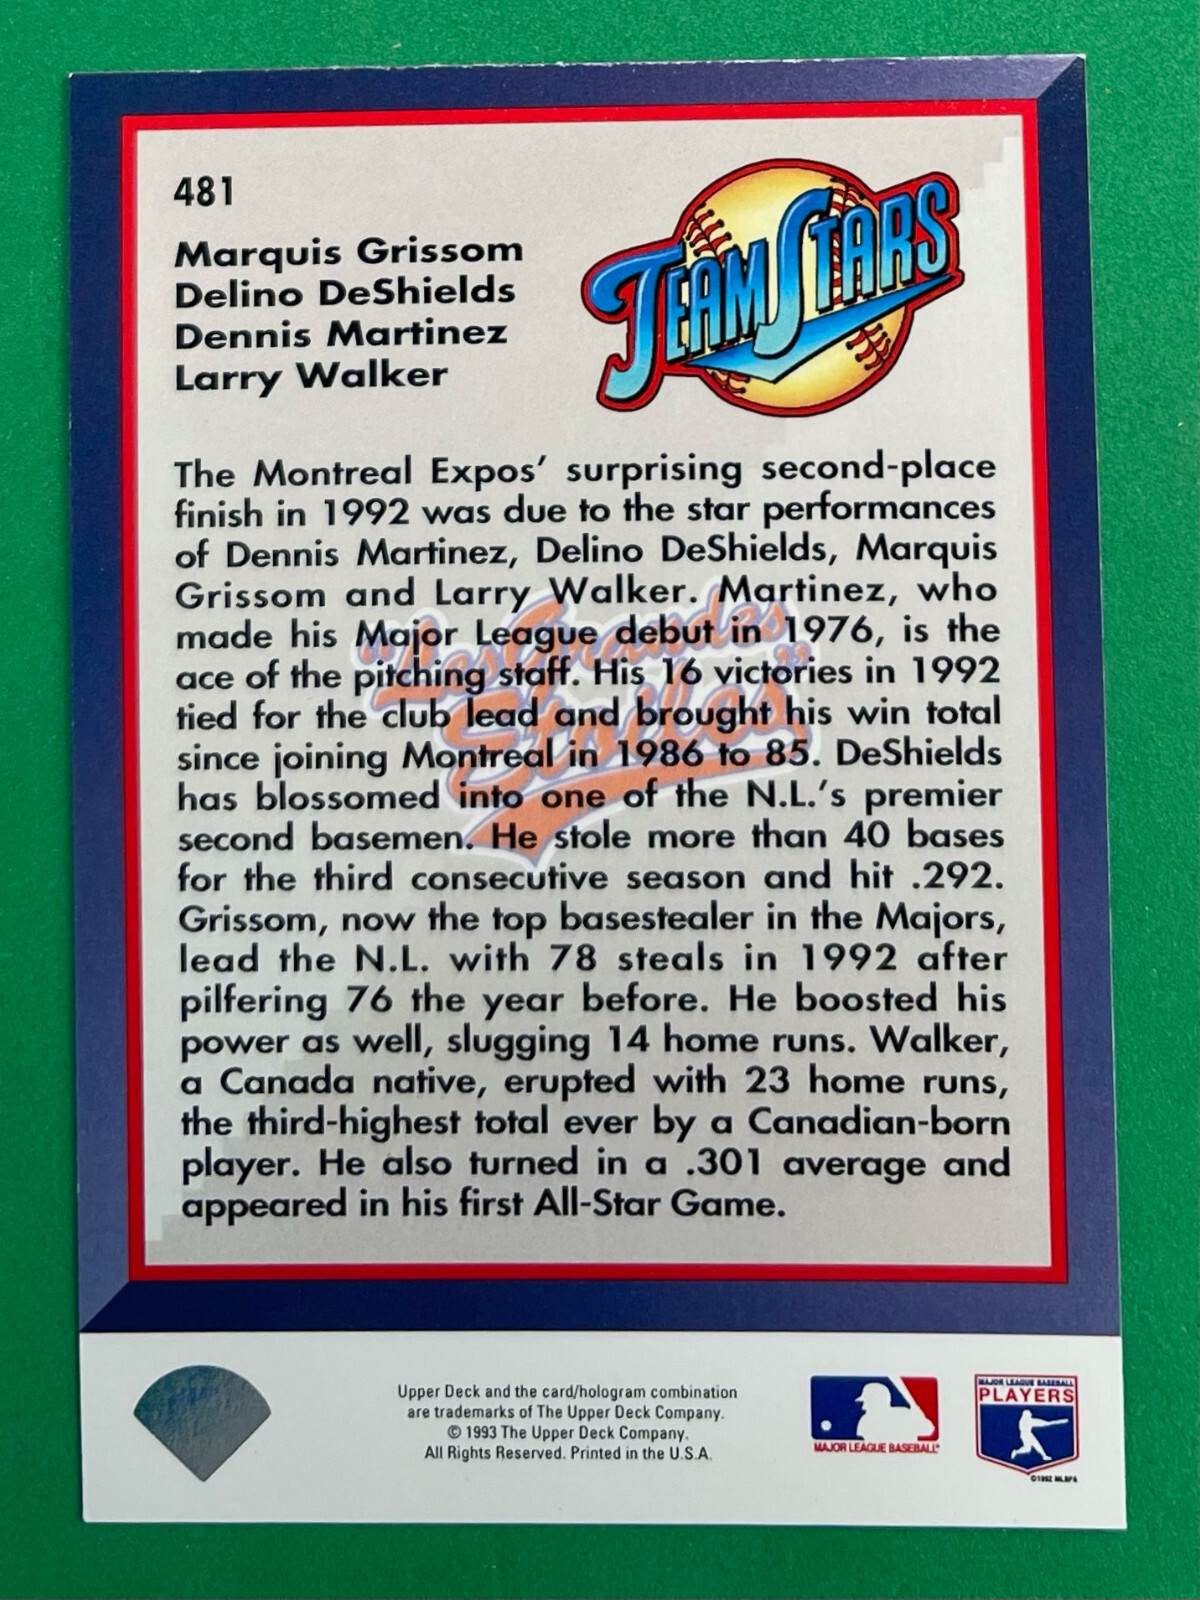 481
Marquis Grissom
Delino DeShields
Dennis Martinez
Larry Walker
TEAM STARS
The Montreal Expos' surprising second-place
finish in 1992 was due to the star performances
of Dennis Martinez, Delino DeShields, Marquis
Grissom and Larry Walker. Martinez, who
made his Major League debut in 1976, is the
ace of the pitching staff. His 16 victories in 1992
tied for the club lead and brought his win total
since joining Montreal in 1986 to 85. DeShields
has blossomed into one of the N.L.'s premier
second basemen. He stole more than 40 bases
for the third consecutive season and hit .292.
Grissom, now the top basestealer in the Majors,
lead the N.L. with 78 steals in 1992 after
pilfering 76 the year before. He boosted his
power as well, slugging 14 home runs. Walker,
a Canada native, erupted with 23 home runs,
the third-highest total ever by a Canadian-born
player. He also turned in a .301 average and
appeared in his first All-Star Game.
"Les Grandes
Etoiles"
Upper Deck and the card/hologram combination
are trademarks of The Upper Deck Company.
© 1993 The Upper Deck Company.
All Rights Reserved. Printed in the U.S.A.
MAJOR LEAGUE BASEBALL®
MAJOR LEAGUE BASEBALL
PLAYERS
©1992 MLBPA